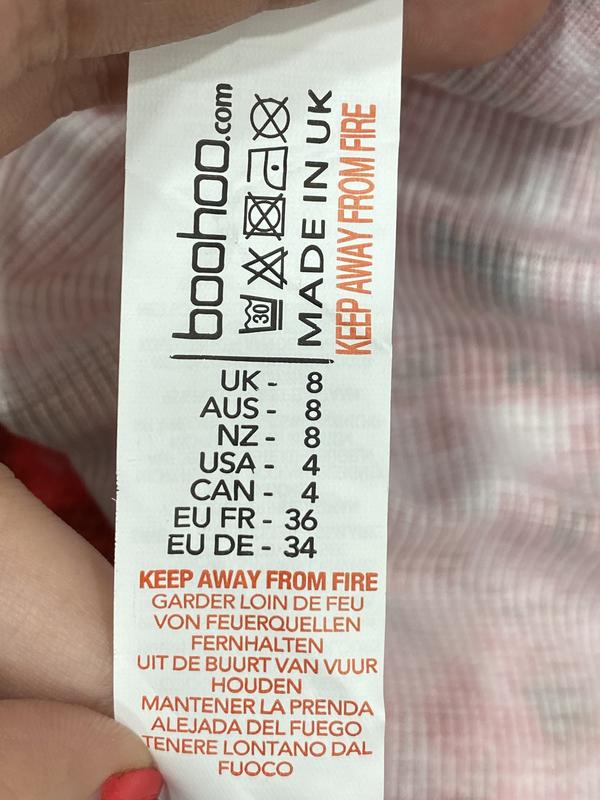 boohoo.com
30
MADE IN UK
KEEP AWAY FROM FIRE
UK - 8
AUS - 8
NZ - 8
USA - 4
CAN - 4
EU FR - 36
EU DE - 34
KEEP AWAY FROM FIRE
GARDER LOIN DE FEU
VON FEUERQUELLEN
FERNHALTEN
UIT DE BUURT VAN VUUR
HOUDEN
MANTENER LA PRENDA
ALEJADA DEL FUEGO
TENERE LONTANO DAL
FUOCO